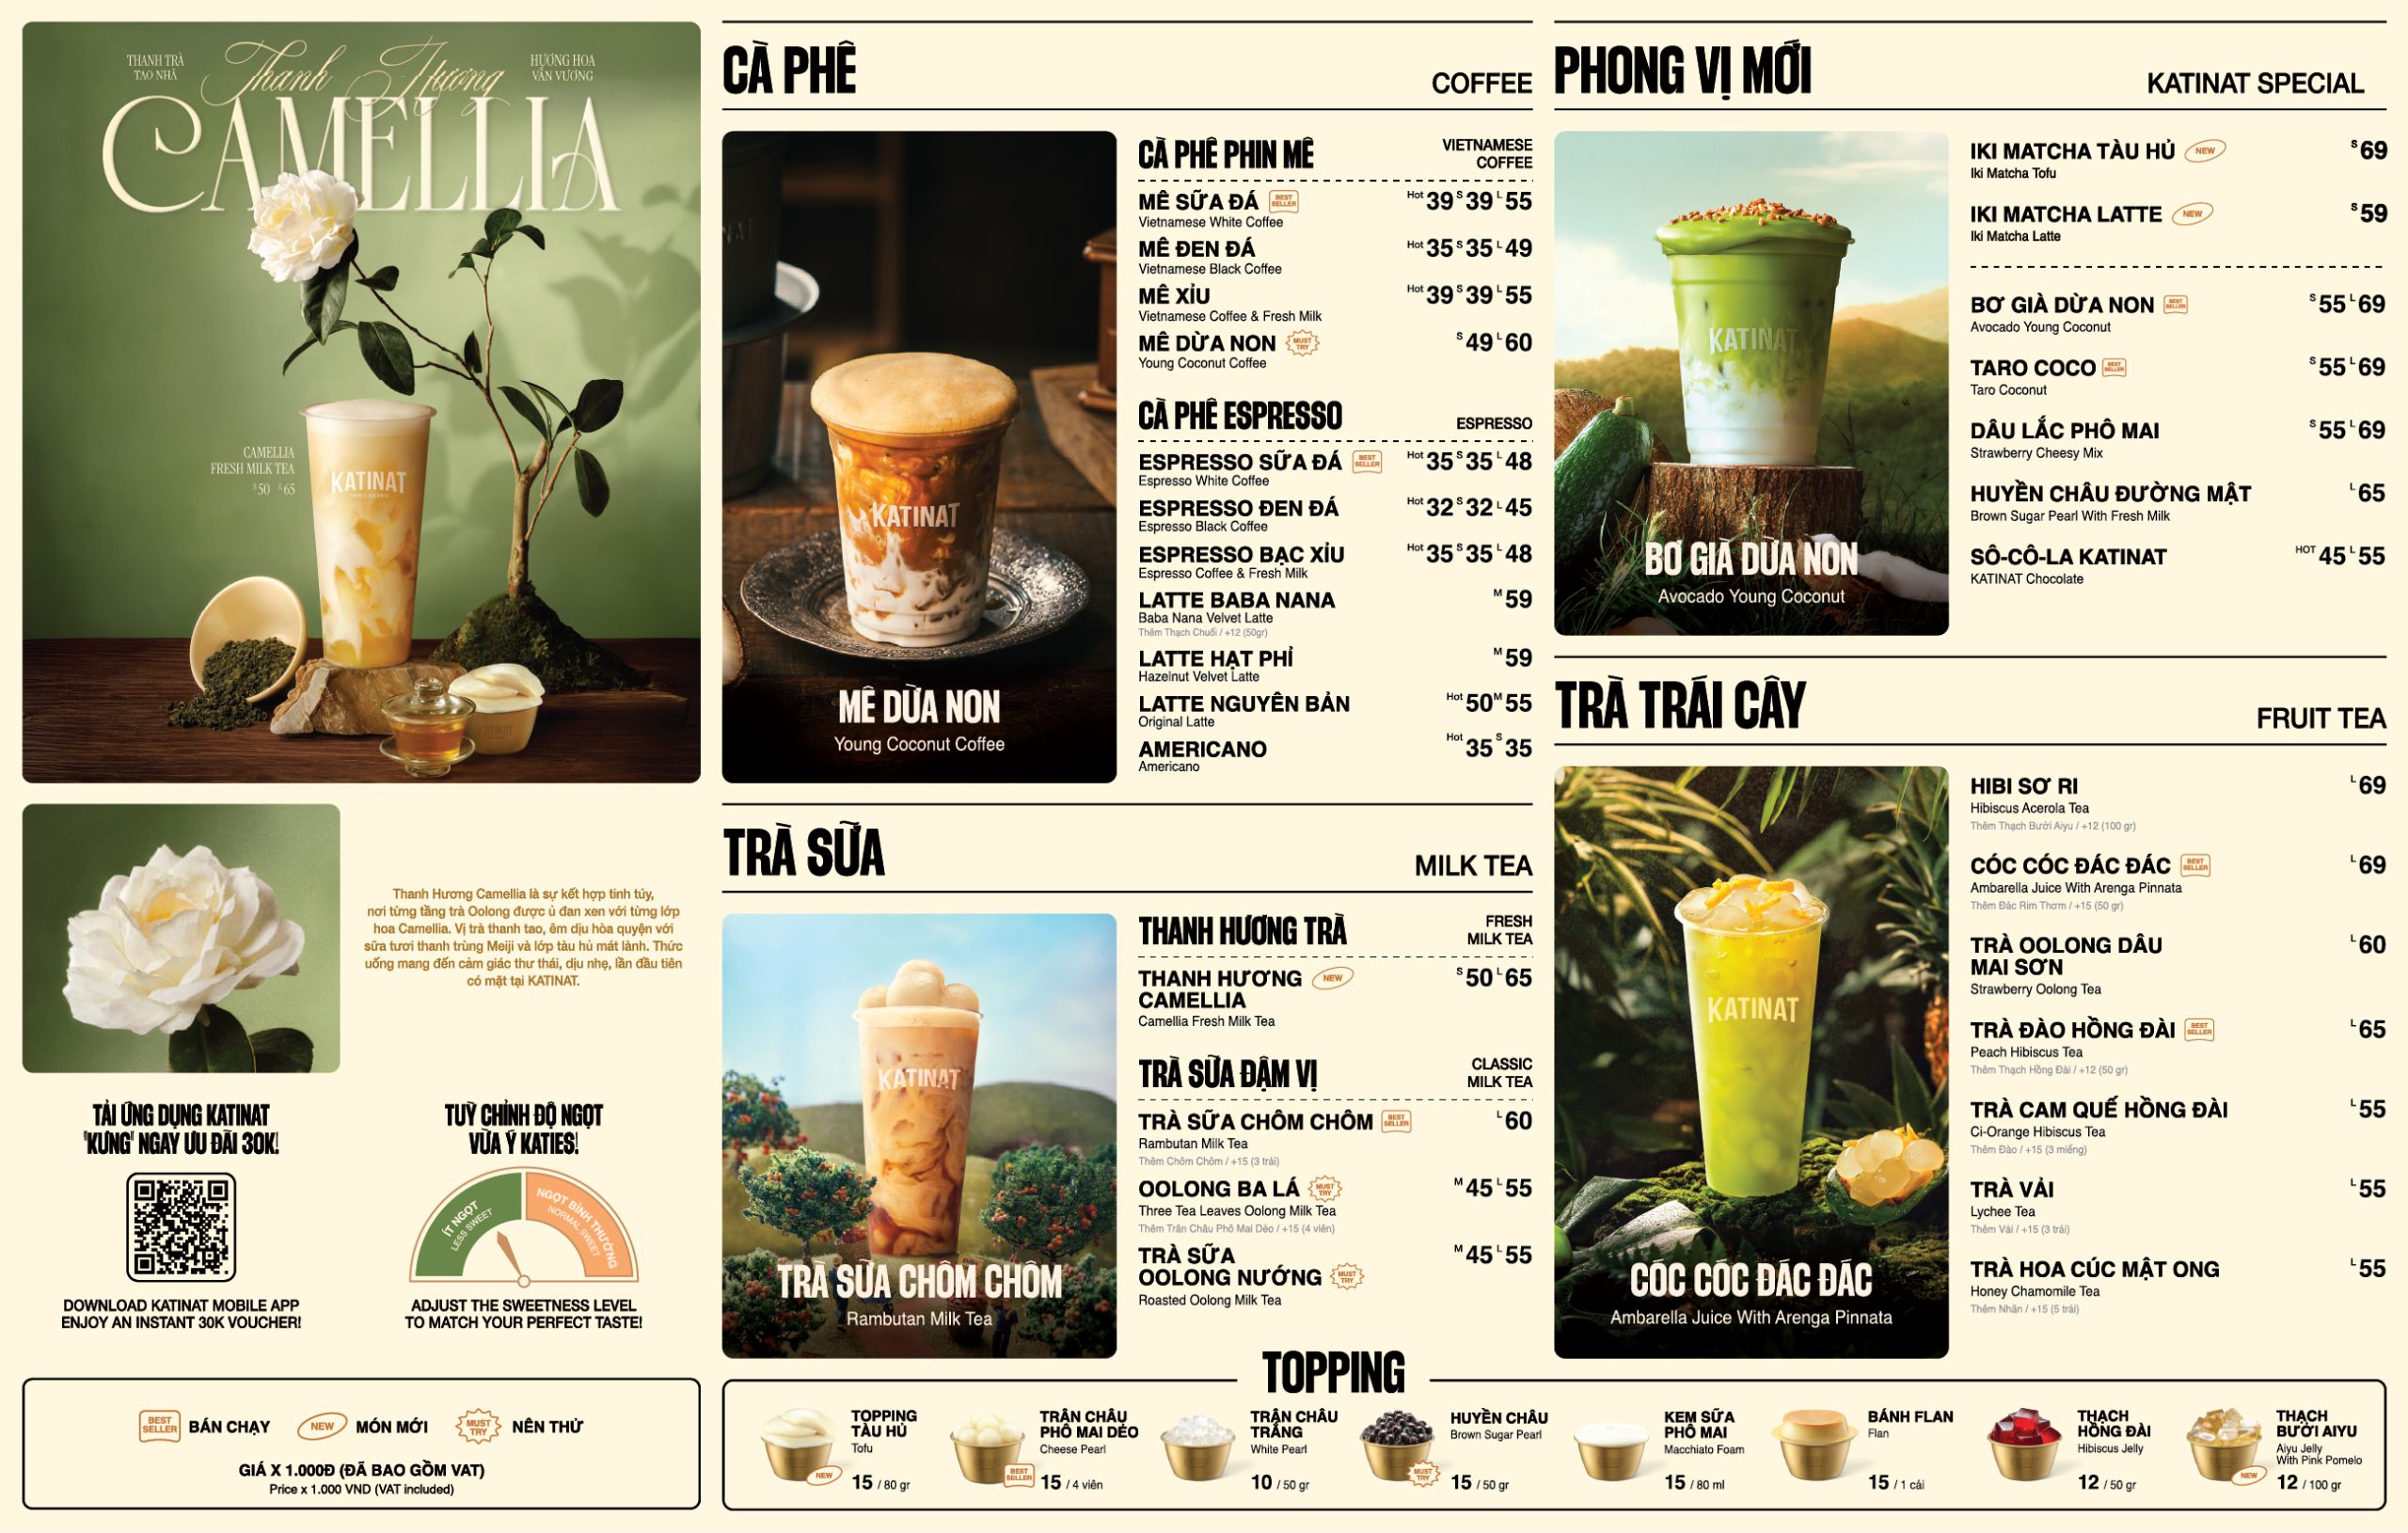 THANH TRÀ
TAO NHÃ
Thanh Hương
HƯƠNG HOA
VẤN VƯƠNG
CAMELLIA
CAMELLIA
FRESH MILK TEA
S 50 L 65
KATINAT
Thanh Hương Camellia là sự kết hợp tinh túy,
nơi từng tầng trà Oolong được ủ đan xen với từng lớp
hoa Camellia. Vị trà thanh tao, êm dịu hòa quyện với
sữa tươi thanh trùng Meiji và lớp tàu hủ mát lành. Thức
uống mang đến cảm giác thư thái, dịu nhẹ, lần đầu tiên
có mặt tại KATINAT.
TẢI ỨNG DỤNG KATINAT
"KƯNG" NGAY ƯU ĐÃI 30K!
DOWNLOAD KATINAT MOBILE APP
ENJOY AN INSTANT 30K VOUCHER!
TUỲ CHỈNH ĐỘ NGỌT
VỪA Ý KATIES!
ÍT NGỌT
LESS SWEET
NGỌT BÌNH THƯỜNG
NORMAL SWEET
ADJUST THE SWEETNESS LEVEL
TO MATCH YOUR PERFECT TASTE!
BEST SELLER BÁN CHẠY NEW MÓN MỚI MUST TRY NÊN THỬ
GIÁ X 1.000Đ (ĐÃ BAO GỒM VAT)
Price x 1.000 VND (VAT included)
CÀ PHÊ COFFEE
KATINAT
MÊ DỪA NON
Young Coconut Coffee
CÀ PHÊ PHIN MÊ VIETNAMESE COFFEE
MÊ SỮA ĐÁ BEST SELLER Hot 39 S 39 L 55
Vietnamese White Coffee
MÊ ĐEN ĐÁ Hot 35 S 35 L 49
Vietnamese Black Coffee
MÊ XỈU Hot 39 S 39 L 55
Vietnamese Coffee & Fresh Milk
MÊ DỪA NON MUST TRY S 49 L 60
Young Coconut Coffee
CÀ PHÊ ESPRESSO ESPRESSO
ESPRESSO SỮA ĐÁ BEST SELLER Hot 35 S 35 L 48
Espresso White Coffee
ESPRESSO ĐEN ĐÁ Hot 32 S 32 L 45
Espresso Black Coffee
ESPRESSO BẠC XỈU Hot 35 S 35 L 48
Espresso Coffee & Fresh Milk
LATTE BABA NANA M 59
Baba Nana Velvet Latte
Thêm Thạch Chuối / +12 (50gr)
LATTE HẠT PHỈ M 59
Hazelnut Velvet Latte
LATTE NGUYÊN BẢN Hot 50 M 55
Original Latte
AMERICANO Hot 35 S 35
Americano
TRÀ SỮA MILK TEA
KATINAT
TRÀ SỮA CHÔM CHÔM
Rambutan Milk Tea
THANH HƯƠNG TRÀ FRESH MILK TEA
THANH HƯƠNG NEW S 50 L 65
CAMELLIA
Camellia Fresh Milk Tea
TRÀ SỮA ĐẬM VỊ CLASSIC MILK TEA
TRÀ SỮA CHÔM CHÔM BEST SELLER L 60
Rambutan Milk Tea
Thêm Chôm Chôm / +15 (3 trái)
OOLONG BA LÁ MUST TRY M 45 L 55
Three Tea Leaves Oolong Milk Tea
Thêm Trân Châu Phô Mai Dẻo / +15 (4 viên)
TRÀ SỮA M 45 L 55
OOLONG NƯỚNG MUST TRY
Roasted Oolong Milk Tea
PHONG VỊ MỚI KATINAT SPECIAL
KATINAT
BƠ GIÀ DỪA NON
Avocado Young Coconut
IKI MATCHA TÀU HỦ NEW S 69
Iki Matcha Tofu
IKI MATCHA LATTE NEW S 59
Iki Matcha Latte
BƠ GIÀ DỪA NON BEST SELLER S 55 L 69
Avocado Young Coconut
TARO COCO BEST SELLER S 55 L 69
Taro Coconut
DÂU LẮC PHÔ MAI S 55 L 69
Strawberry Cheesy Mix
HUYỀN CHÂU ĐƯỜNG MẬT L 65
Brown Sugar Pearl With Fresh Milk
SÔ-CÔ-LA KATINAT HOT 45 L 55
KATINAT Chocolate
TRÀ TRÁI CÂY FRUIT TEA
KATINAT
CÓC CÓC ĐÁC ĐÁC
Ambarella Juice With Arenga Pinnata
HIBI SƠ RI L 69
Hibiscus Acerola Tea
Thêm Thạch Bưởi Aiyu / +12 (100 gr)
CÓC CÓC ĐÁC ĐÁC BEST SELLER L 69
Ambarella Juice With Arenga Pinnata
Thêm Đác Rim Thơm / +15 (50 gr)
TRÀ OOLONG DÂU L 60
MAI SƠN
Strawberry Oolong Tea
TRÀ ĐÀO HỒNG ĐÀI BEST SELLER L 65
Peach Hibiscus Tea
Thêm Thạch Hồng Đài / +12 (50 gr)
TRÀ CAM QUẾ HỒNG ĐÀI L 55
Ci-Orange Hibiscus Tea
Thêm Đào / +15 (3 miếng)
TRÀ VẢI L 55
Lychee Tea
Thêm Vải / +15 (3 trái)
TRÀ HOA CÚC MẬT ONG L 55
Honey Chamomile Tea
Thêm Nhãn / +15 (5 trái)
TOPPING
TOPPING
TÀU HỦ
Tofu
NEW
15 / 80 gr
TRÂN CHÂU
PHÔ MAI DẺO
Cheese Pearl
BEST SELLER
15 / 4 viên
TRÂN CHÂU
TRẮNG
White Pearl
10 / 50 gr
HUYỀN CHÂU
Brown Sugar Pearl
MUST TRY
15 / 50 gr
KEM SỮA
PHÔ MAI
Macchiato Foam
15 / 80 ml
BÁNH FLAN
Flan
15 / 1 cái
THẠCH
HỒNG ĐÀI
Hibiscus Jelly
12 / 50 gr
THẠCH
BƯỞI AIYU
Aiyu Jelly
With Pink Pomelo
NEW
12 / 100 gr